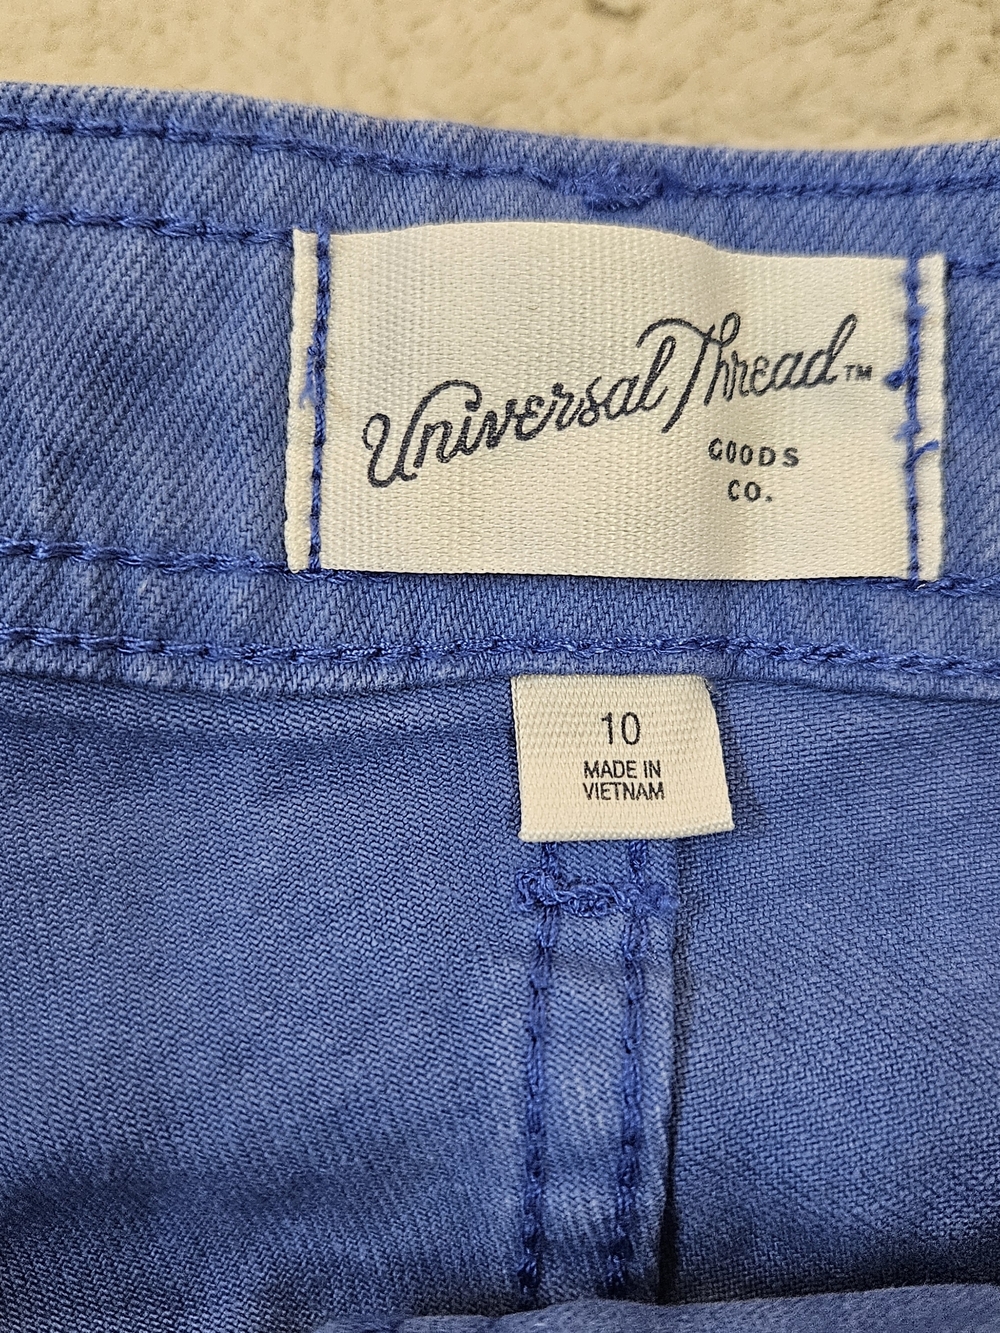 Universal Thread™
GOODS
CO.
10
MADE IN
VIETNAM